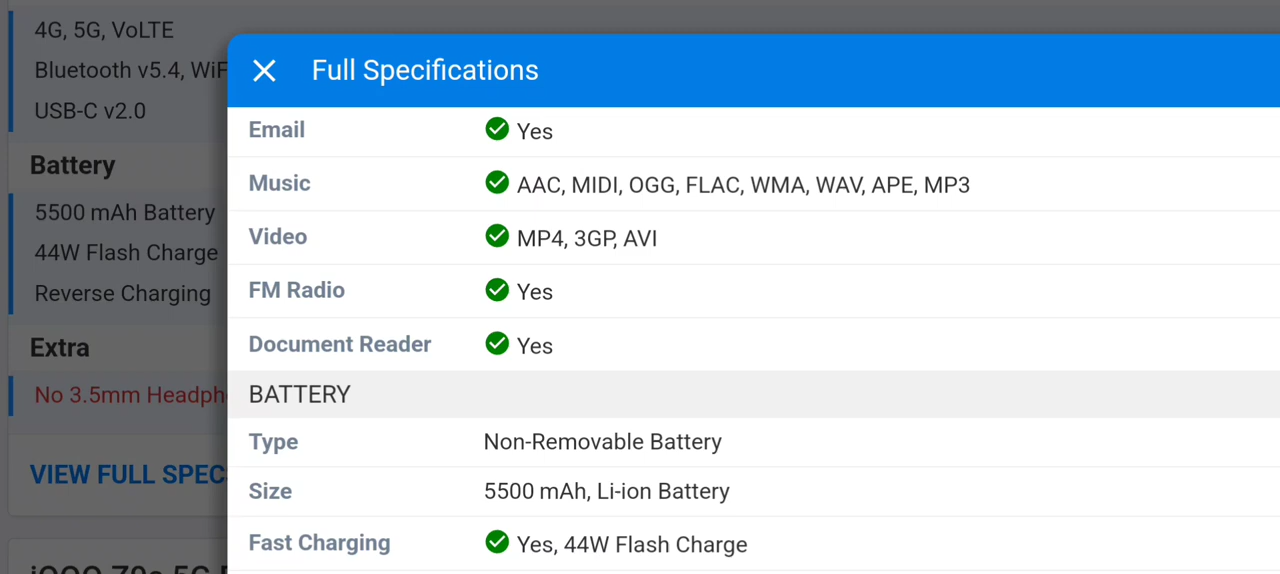 4G, 5G, VoLTE
Bluetooth v5.4, WiF
USB-C v2.0
Battery
5500 mAh Battery
44W Flash Charge
Reverse Charging
Extra
No 3.5mm Headph
VIEW FULL SPEC
Full Specifications
Email Yes
Music AAC, MIDI, OGG, FLAC, WMA, WAV, APE, MP3
Video MP4, 3GP, AVI
FM Radio Yes
Document Reader Yes
BATTERY
Type Non-Removable Battery
Size 5500 mAh, Li-ion Battery
Fast Charging Yes, 44W Flash Charge